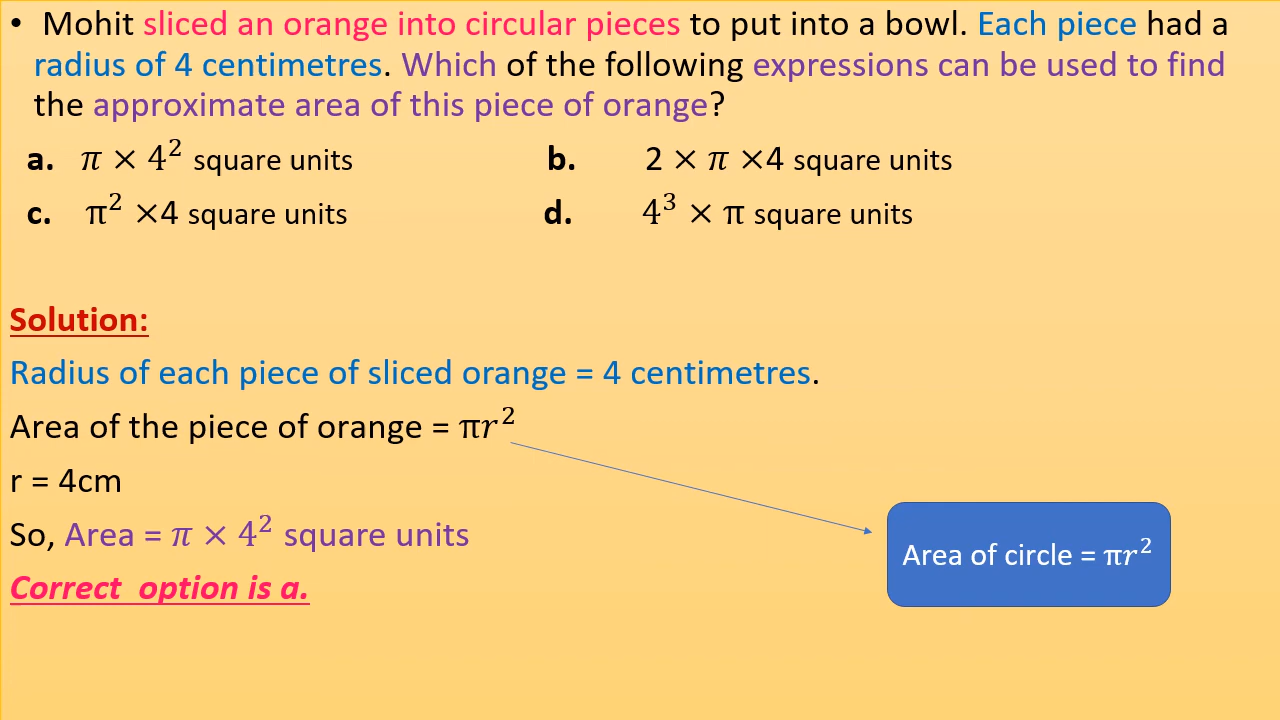 • Mohit sliced an orange into circular pieces to put into a bowl. Each piece had a
radius of 4 centimetres. Which of the following expressions can be used to find
the approximate area of this piece of orange?
a. 𝜋 × 4² square units b. 2 × 𝜋 ×4 square units
c. π² ×4 square units d. 4³ × π square units
Solution:
Radius of each piece of sliced orange = 4 centimetres.
Area of the piece of orange = π𝑟²
r = 4cm
So, Area = 𝜋 × 4² square units
Area of circle = π𝑟²
Correct option is a.